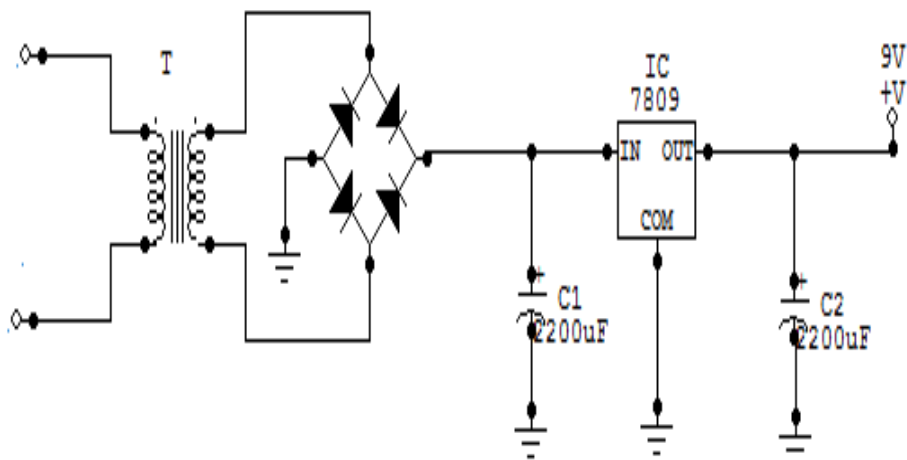 T
IC
7809
IN OUT
COM
9V
+V
+
C1
2200uF
+
C2
2200uF